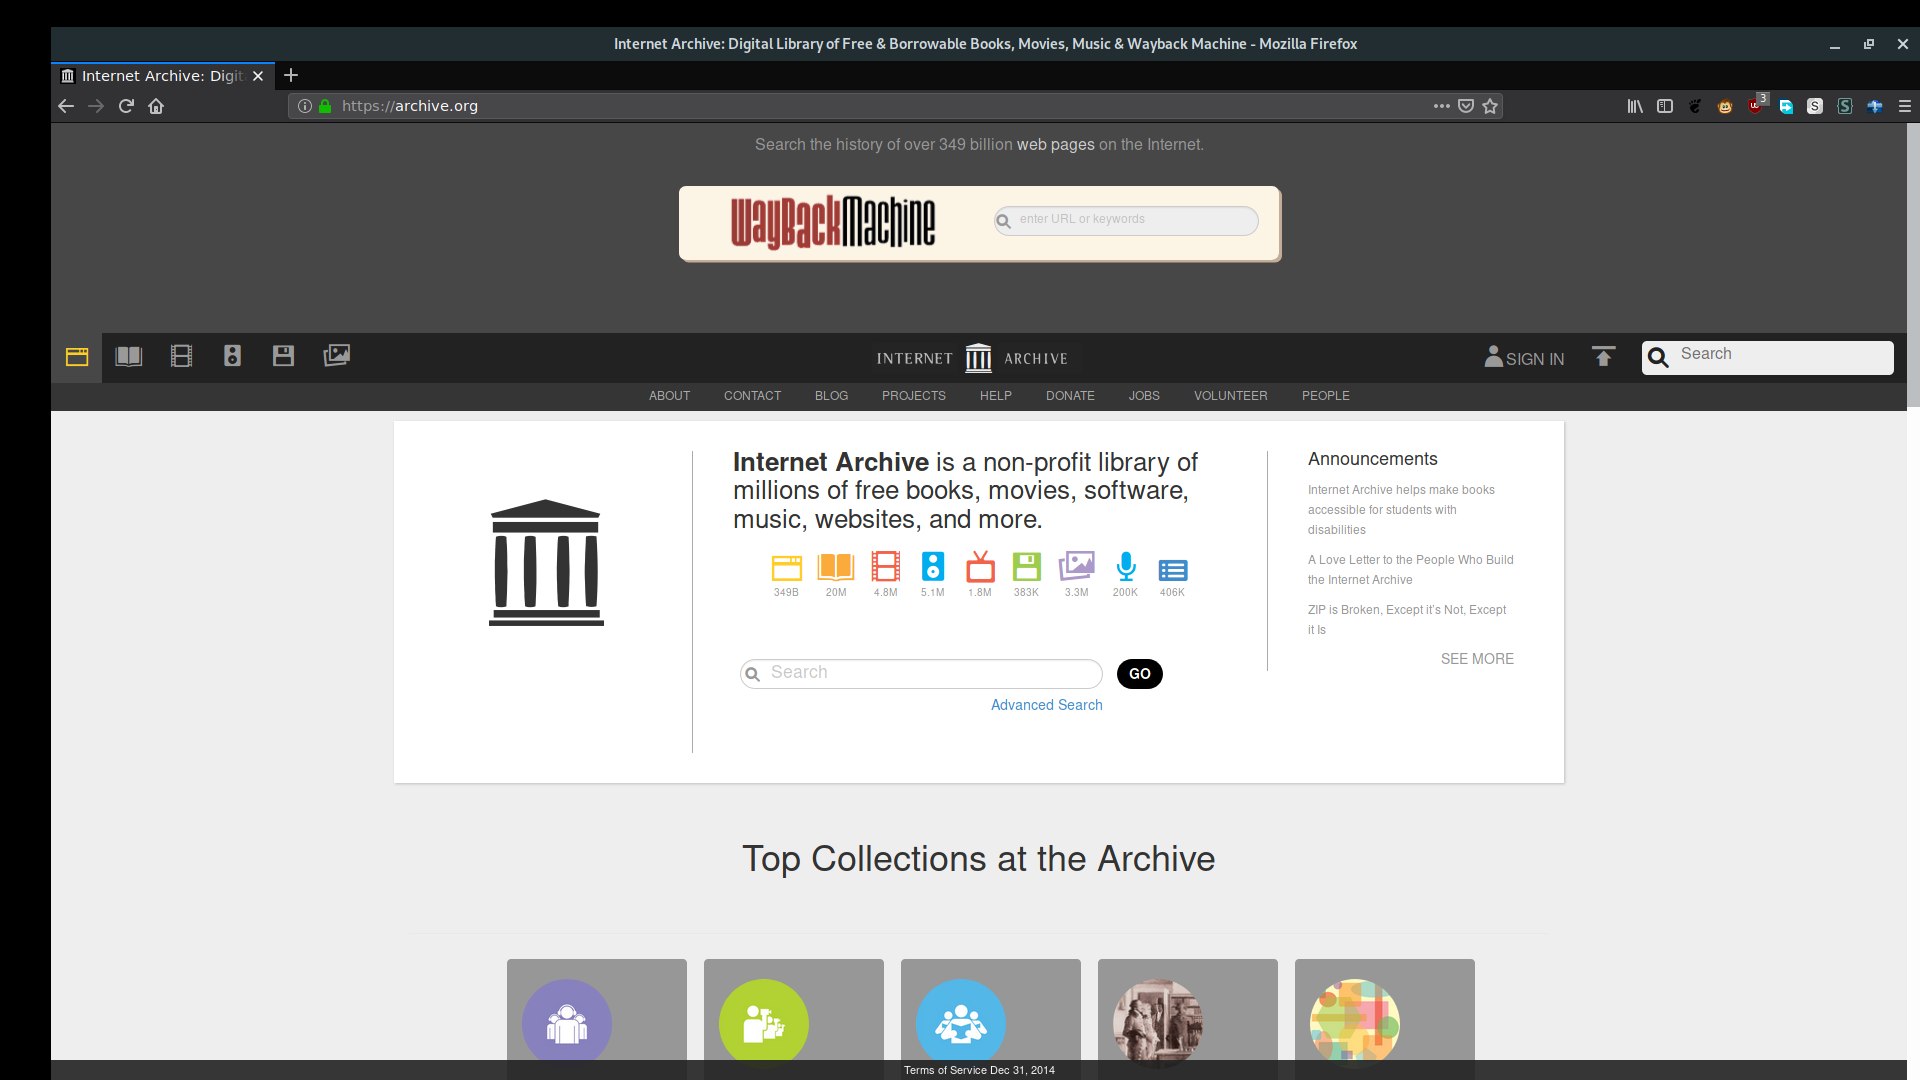 Internet Archive: Digital Library of Free & Borrowable Books, Movies, Music & Wayback Machine - Mozilla Firefox
Internet Archive: Digit
https://archive.org
3
Search the history of over 349 billion web pages on the Internet.
WayBackMachine
enter URL or keywords
INTERNET ARCHIVE
SIGN IN
Search
ABOUT CONTACT BLOG PROJECTS HELP DONATE JOBS VOLUNTEER PEOPLE
Internet Archive is a non-profit library of
millions of free books, movies, software,
music, websites, and more.
349B 20M 4.8M 5.1M 1.8M 383K 3.3M 200K 406K
Search
GO
Advanced Search
Announcements
Internet Archive helps make books
accessible for students with
disabilities
A Love Letter to the People Who Build
the Internet Archive
ZIP is Broken, Except it's Not, Except
it Is
SEE MORE
Top Collections at the Archive
Terms of Service Dec 31, 2014